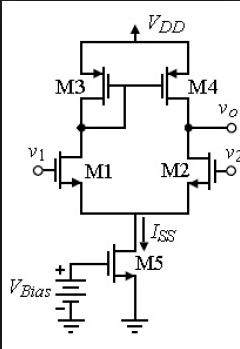 V_DD
M3
M4
v_o
v_1
M1
M2
v_2
I_SS
M5
+
V_Bias
−